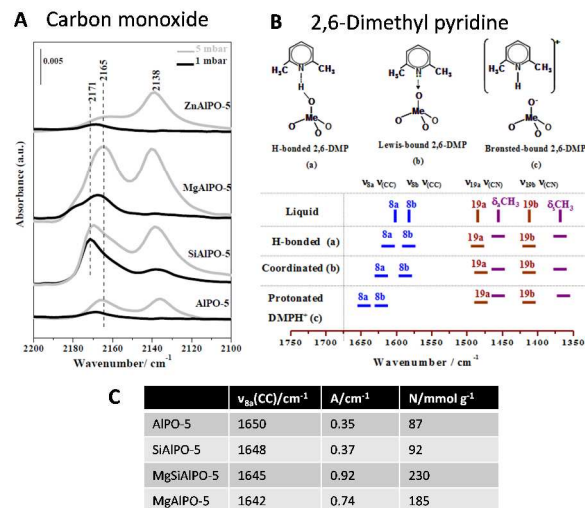 A Carbon monoxide
B 2,6-Dimethyl pyridine
0.005
5 mbar
1 mbar
2171
2165
2138
ZnAlPO-5
MgAlPO-5
SiAlPO-5
AlPO-5
Absorbance (a.u.)
2200 2180 2160 2140 2120 2100
Wavenumber/ cm⁻¹
H₃C N CH₃
H
O
Me
O O O
H-bonded 2,6-DMP
(a)
H₃C N CH₃
O
Me
O O O
Lewis-bound 2,6-DMP
(b)
H₃C N CH₃ +
H
O⁻
Me
O O O
Brønsted-bound 2,6-DMP
(c)
ν8a ν(CC) ν8b ν(CC) ν19a ν(CN) ν19b ν(CN)
Liquid 8a 8b 19a δₛCH₃ 19b δₛCH₃
H-bonded (a) 8a 8b 19a 19b
Coordinated (b) 8a 8b 19a 19b
Protonated DMPH⁺ (c) 8a 8b 19a 19b
1750 1700 1650 1600 1550 1500 1450 1400 1350
Wavenumber / cm⁻¹
C
ν8a(CC)/cm⁻¹ A/cm⁻¹ N/mmol g⁻¹
AlPO-5 1650 0.35 87
SiAlPO-5 1648 0.37 92
MgSiAlPO-5 1645 0.92 230
MgAlPO-5 1642 0.74 185